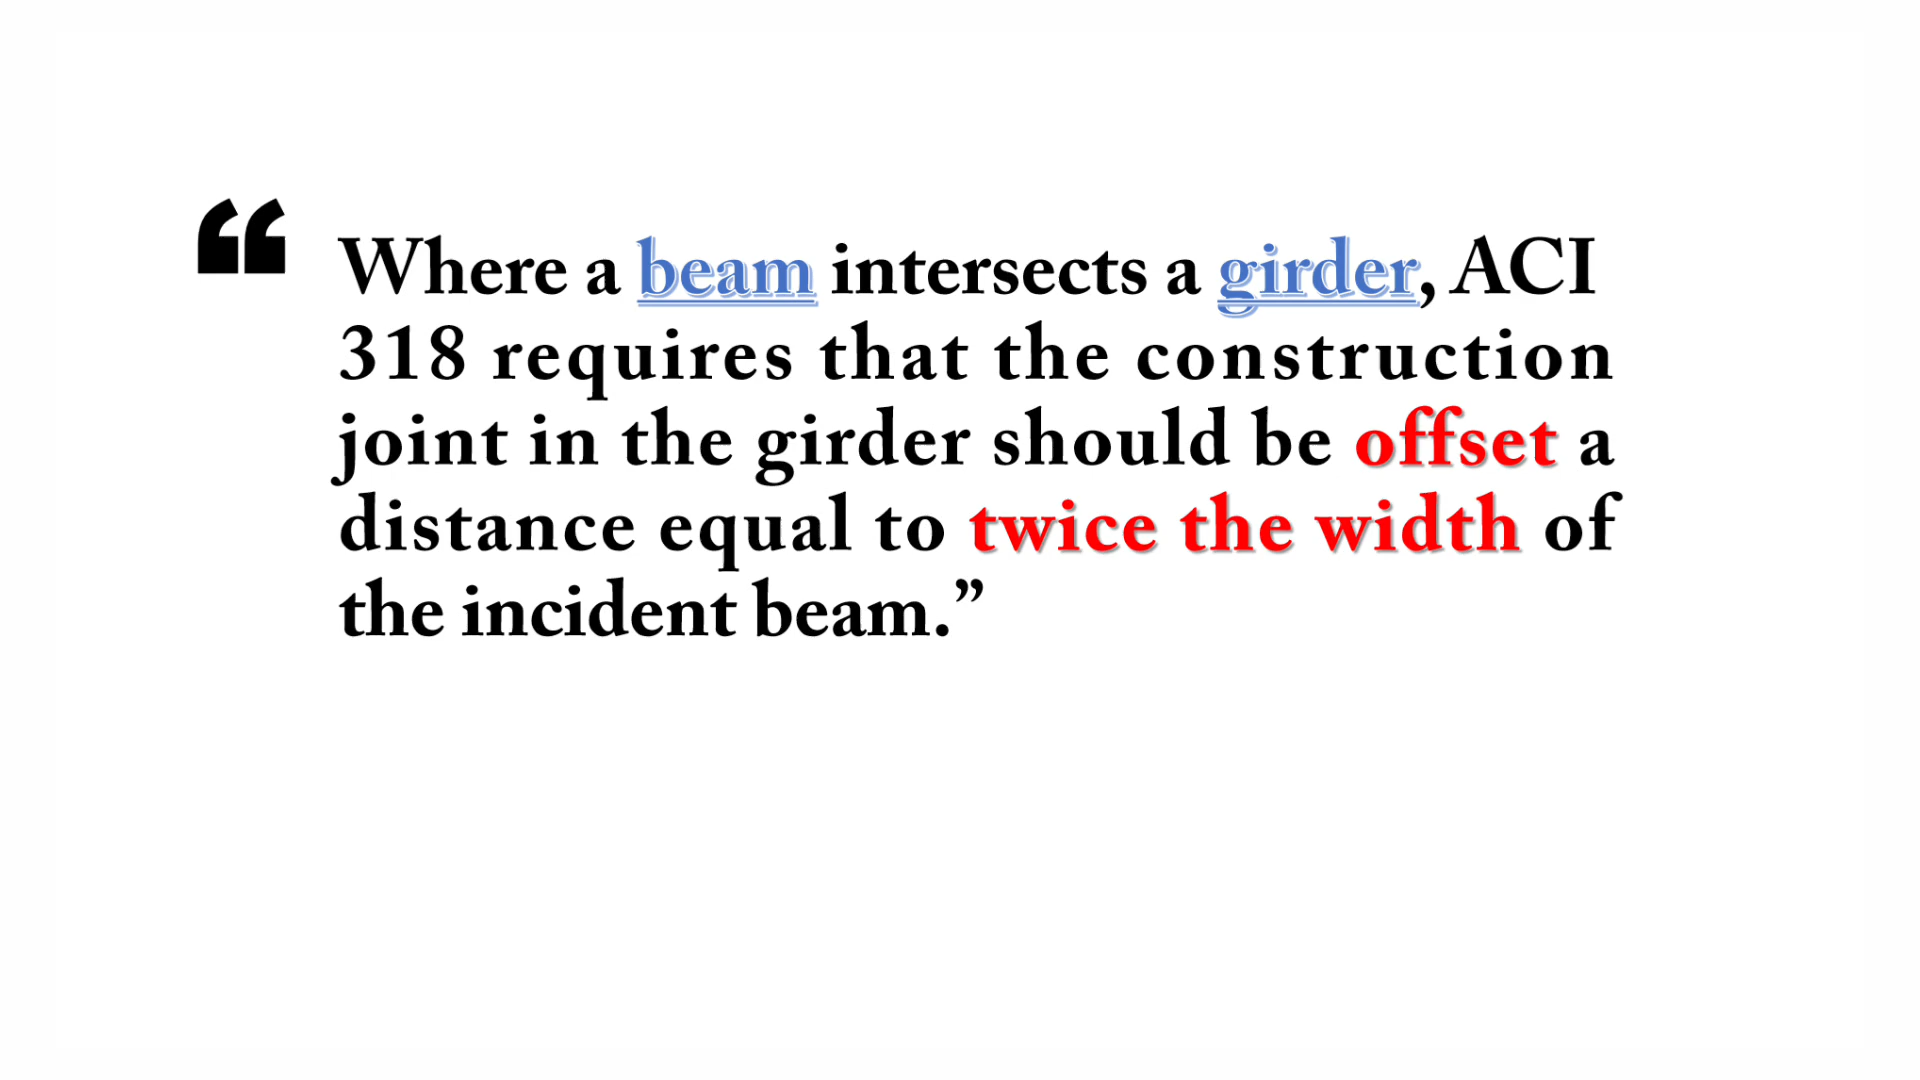 “ Where a beam intersects a girder, ACI
318 requires that the construction
joint in the girder should be offset a
distance equal to twice the width of
the incident beam.”